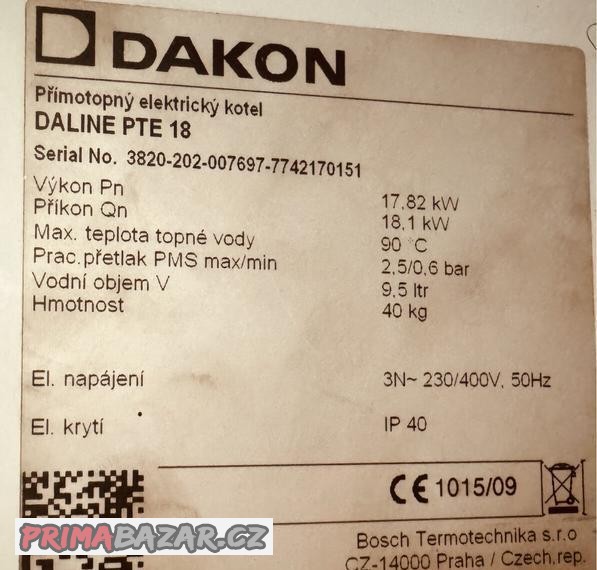 DAKON
Přímotopný elektrický kotel
DALINE PTE 18
Serial No. 3820-202-007697-7742170151
Výkon Pn 17,82 kW
Příkon Qn 18,1 kW
Max. teplota topné vody 90 °C
Prac.přetlak PMS max/min 2,5/0,6 bar
Vodní objem V 9,5 ltr
Hmotnost 40 kg
El. napájení 3N~ 230/400V, 50Hz
El. krytí IP 40
CE 1015/09
PRIMABAZAR.CZ
Bosch Termotechnika s.r.o
CZ-14000 Praha / Czech.rep.